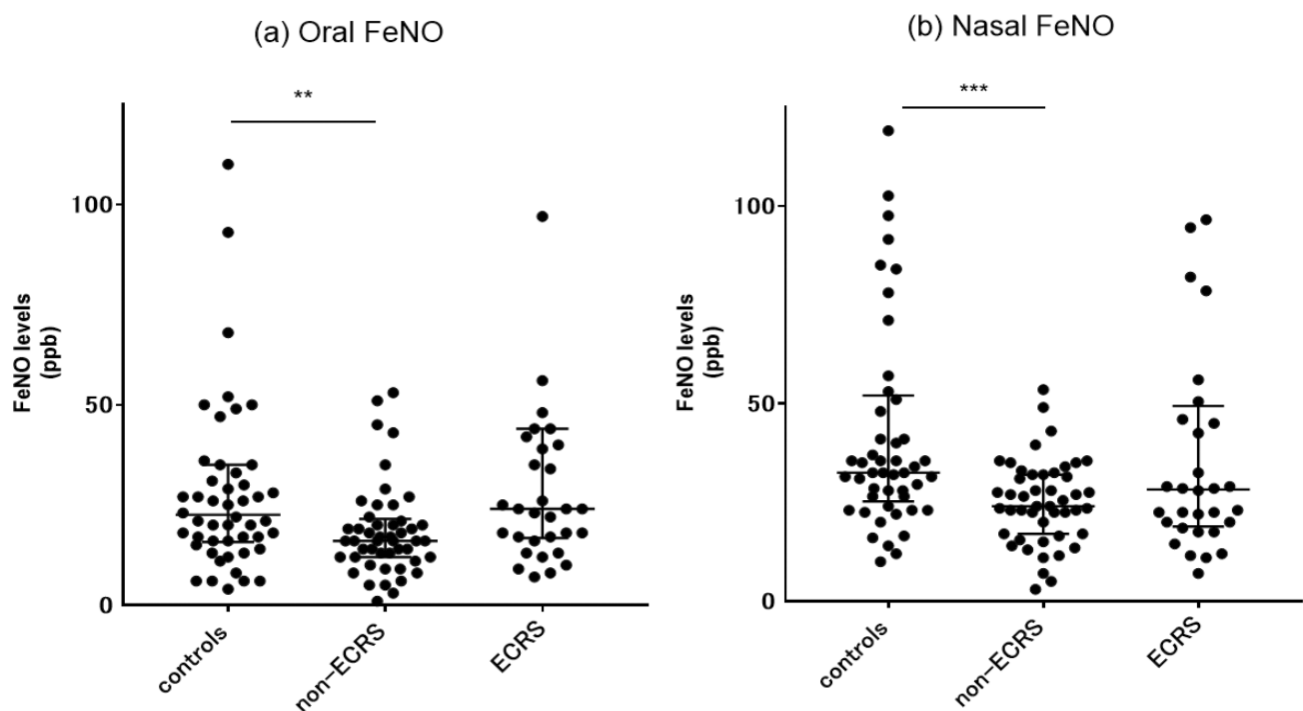 (a) Oral FeNO
**
100
50
0
FeNO levels
(ppb)
controls
non-ECRS
ECRS
(b) Nasal FeNO
***
100
50
0
FeNO levels
(ppb)
controls
non-ECRS
ECRS